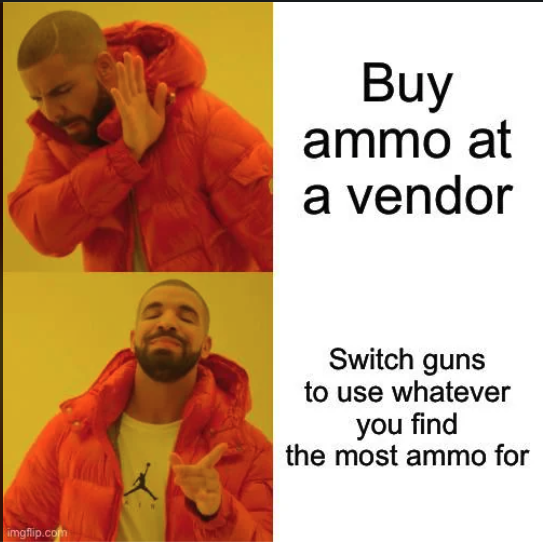 Buy
ammo at
a vendor
Switch guns
to use whatever
you find
the most ammo for
imgflip.com